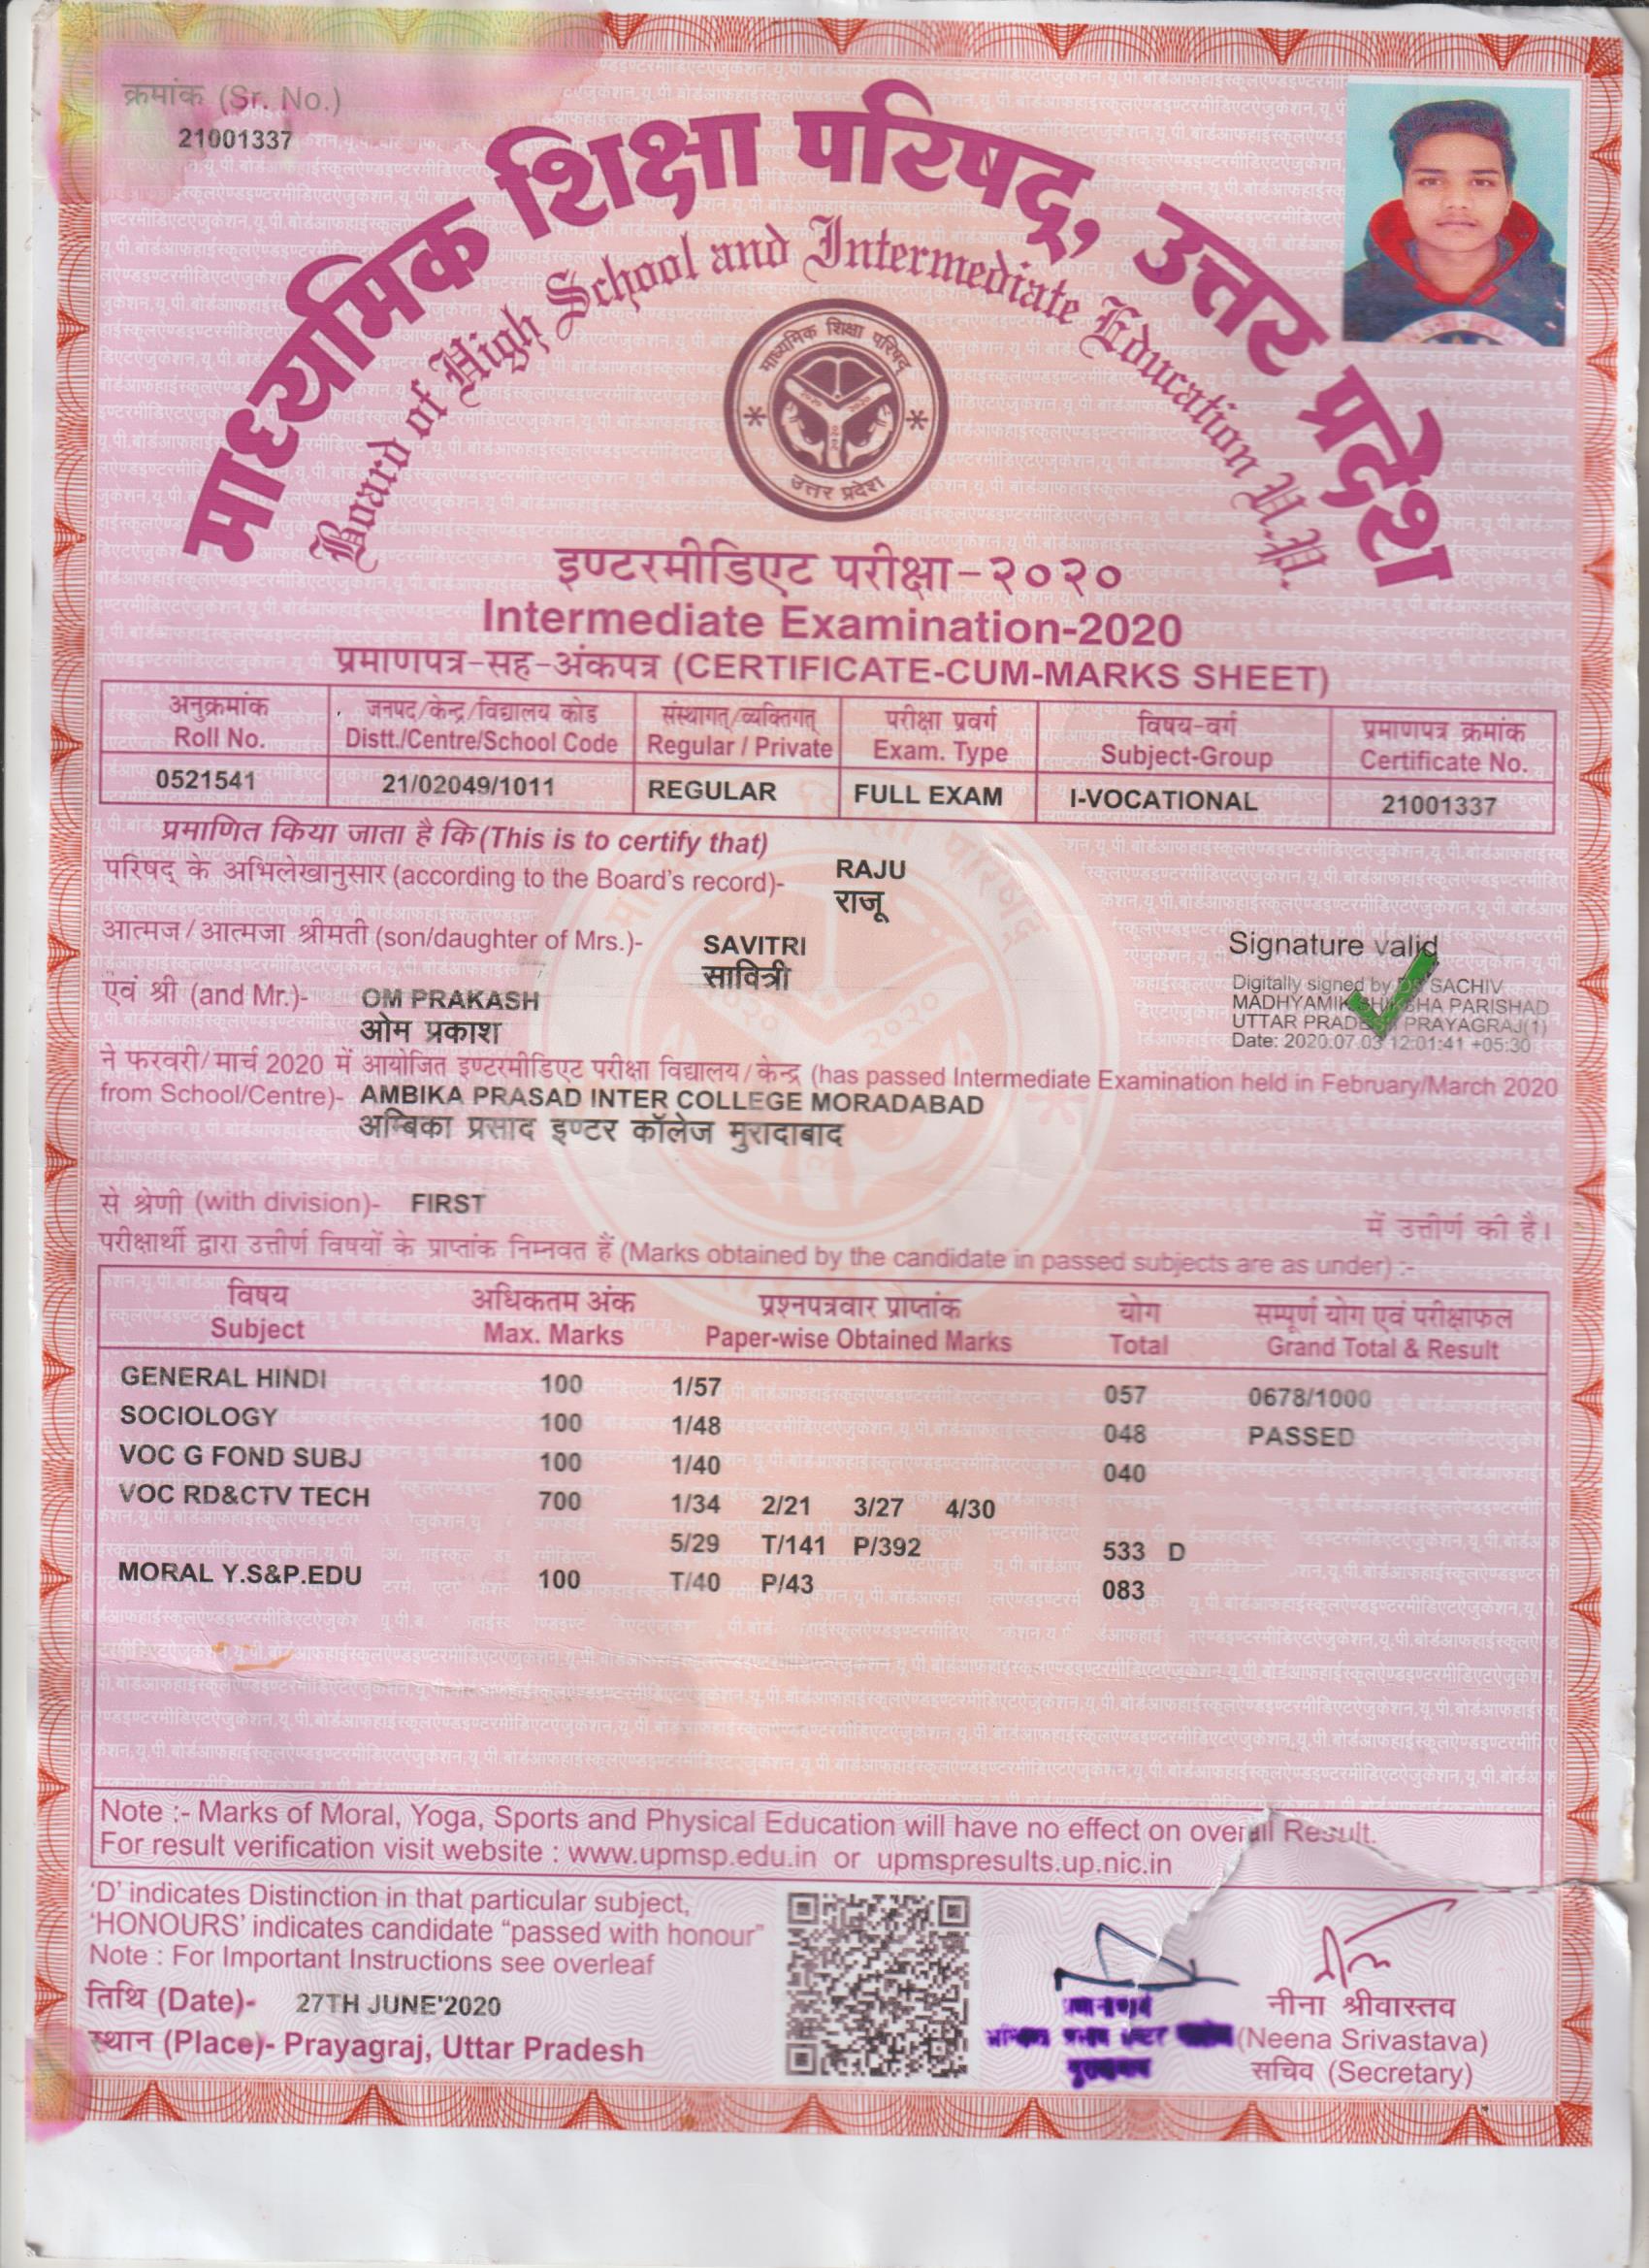 क्रमांक (Sr. No.)
21001337
माध्यमिक शिक्षा परिषद्, उत्तर प्रदेश
Board of High School and Intermediate Education U.P.
माध्यमिक शिक्षा परिषद्
उत्तर प्रदेश
इण्टरमीडिएट परीक्षा-२०२०
Intermediate Examination-2020
प्रमाणपत्र-सह-अंकपत्र (CERTIFICATE-CUM-MARKS SHEET)
अनुक्रमांक जनपद/केन्द्र/विद्यालय कोड संस्थागत्/व्यक्तिगत् परीक्षा प्रवर्ग विषय-वर्ग प्रमाणपत्र क्रमांक
Roll No. Distt./Centre/School Code Regular / Private Exam. Type Subject-Group Certificate No.
0521541 21/02049/1011 REGULAR FULL EXAM I-VOCATIONAL 21001337
प्रमाणित किया जाता है कि (This is to certify that)
परिषद् के अभिलेखानुसार (according to the Board's record)- RAJU
राजू
आत्मज/आत्मजा श्रीमती (son/daughter of Mrs.)- SAVITRI
सावित्री
एवं श्री (and Mr.)- OM PRAKASH
ओम प्रकाश
Signature valid
Digitally signed by DS SACHIV
MADHYAMIK SHIKSHA PARISHAD
UTTAR PRADESH PRAYAGRAJ(1)
Date: 2020.07.03 12:01:41 +05:30
ने फरवरी/मार्च 2020 में आयोजित इण्टरमीडिएट परीक्षा विद्यालय/केन्द्र (has passed Intermediate Examination held in February/March 2020
from School/Centre)- AMBIKA PRASAD INTER COLLEGE MORADABAD
अम्बिका प्रसाद इण्टर कॉलेज मुरादाबाद
से श्रेणी (with division)- FIRST
में उत्तीर्ण की है।
परीक्षार्थी द्वारा उत्तीर्ण विषयों के प्राप्तांक निम्नवत हैं (Marks obtained by the candidate in passed subjects are as under) :-
विषय अधिकतम अंक प्रश्नपत्रवार प्राप्तांक योग सम्पूर्ण योग एवं परीक्षाफल
Subject Max. Marks Paper-wise Obtained Marks Total Grand Total & Result
GENERAL HINDI 100 1/57 057 0678/1000
SOCIOLOGY 100 1/48 048 PASSED
VOC G FOND SUBJ 100 1/40 040
VOC RD&CTV TECH 700 1/34 2/21 3/27 4/30
5/29 T/141 P/392 533 D
MORAL Y.S&P.EDU 100 T/40 P/43 083
Note :- Marks of Moral, Yoga, Sports and Physical Education will have no effect on overall Result.
For result verification visit website : www.upmsp.edu.in or upmspresults.up.nic.in
'D' indicates Distinction in that particular subject,
'HONOURS' indicates candidate "passed with honour"
Note : For Important Instructions see overleaf
तिथि (Date)- 27TH JUNE'2020
स्थान (Place)- Prayagraj, Uttar Pradesh
नीना श्रीवास्तव
(Neena Srivastava)
सचिव (Secretary)